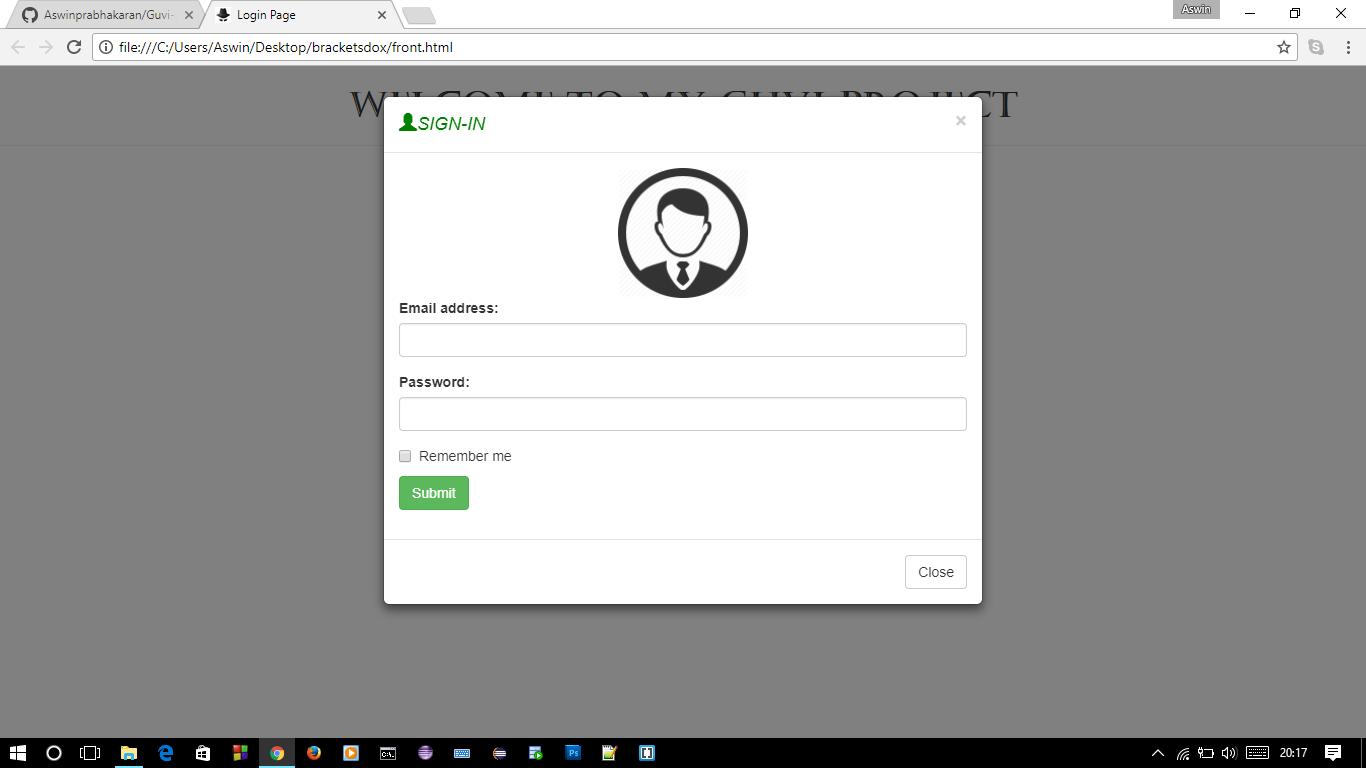 Aswinprabhakaran/Guvi-
Login Page
Aswin
file:///C:/Users/Aswin/Desktop/bracketsdox/front.html
WELCOME TO MY GUVI PROJECT
SIGN-IN
×
Email address:
Password:
Remember me
Submit
Close
C:\.
Ps
20:17